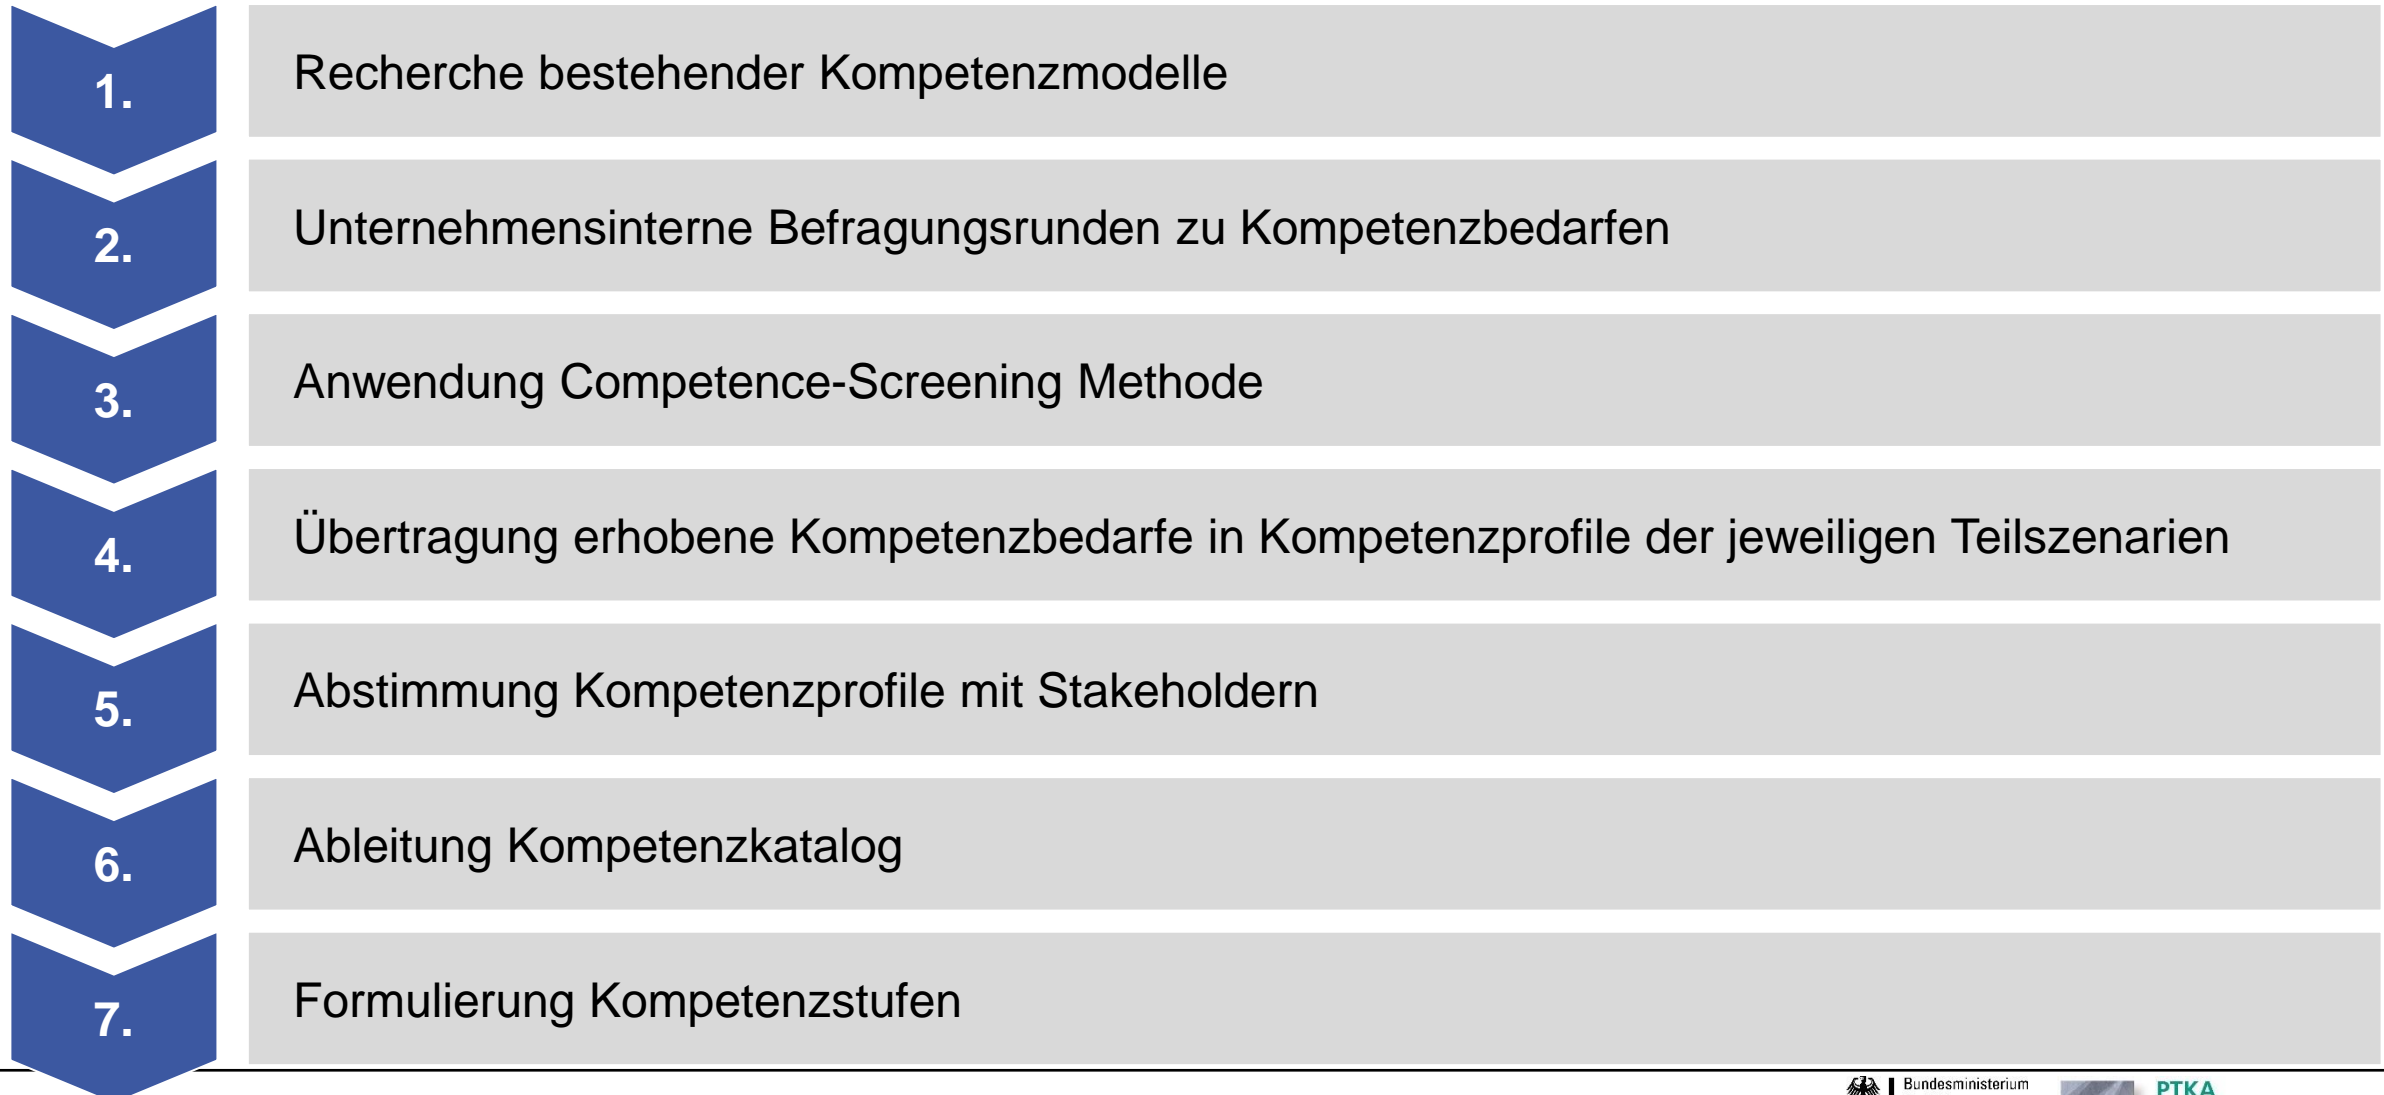 1.
Recherche bestehender Kompetenzmodelle
2.
Unternehmensinterne Befragungsrunden zu Kompetenzbedarfen
3.
Anwendung Competence-Screening Methode
4.
Übertragung erhobene Kompetenzbedarfe in Kompetenzprofile der jeweiligen Teilszenarien
5.
Abstimmung Kompetenzprofile mit Stakeholdern
6.
Ableitung Kompetenzkatalog
7.
Formulierung Kompetenzstufen
Bundesministerium
PTKA